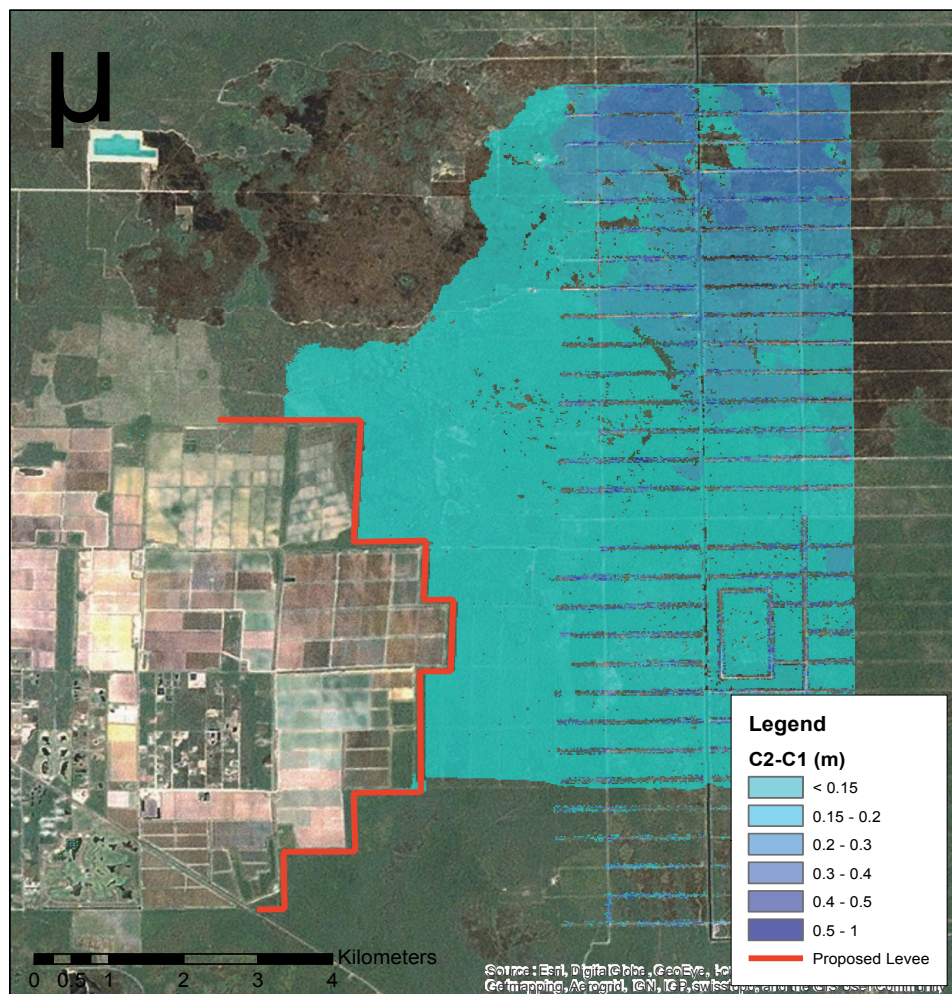 µ
Legend
C2-C1 (m)
< 0.15
0.15 - 0.2
0.2 - 0.3
0.3 - 0.4
0.4 - 0.5
0.5 - 1
Proposed Levee
Kilometers
0 0.5 1 2 3 4
Source: Esri, DigitalGlobe, GeoEye,
Getmapping, Aerogrid, IGN, IGP, swisstopo, and the GIS User Community